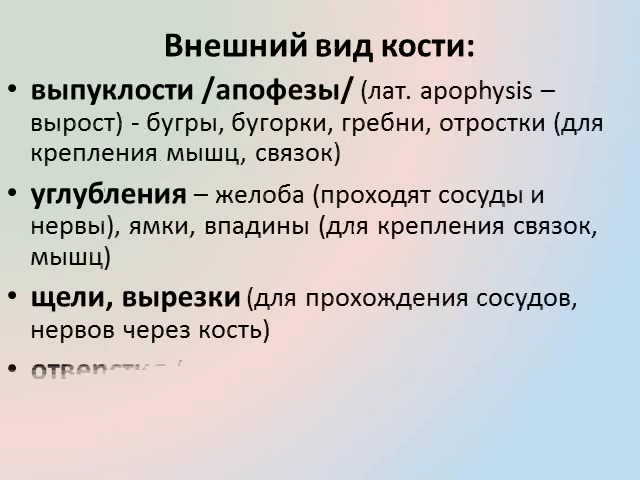 Внешний вид кости:
• выпуклости /апофезы/ (лат. apophysis –
вырост) - бугры, бугорки, гребни, отростки (для
крепления мышц, связок)
• углубления – желоба (проходят сосуды и
нервы), ямки, впадины (для крепления связок,
мышц)
• щели, вырезки (для прохождения сосудов,
нервов через кость)
• отверстия (